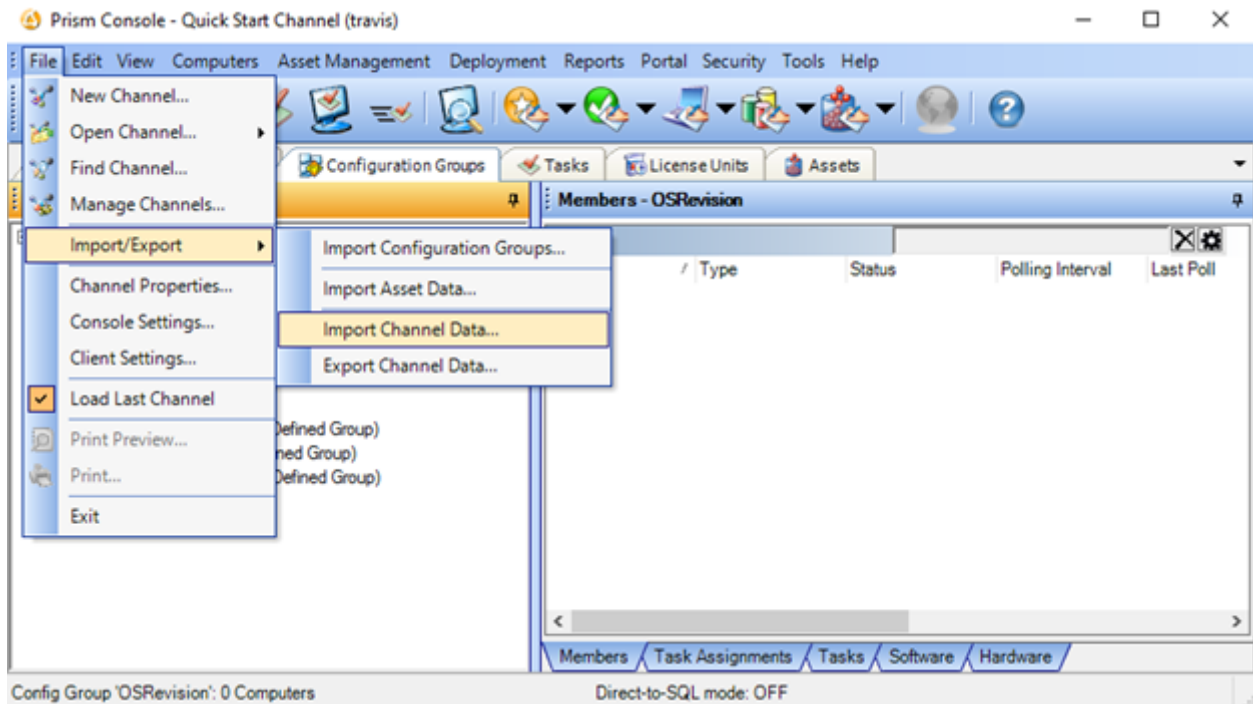 Prism Console - Quick Start Channel (travis)
File Edit View Computers Asset Management Deployment Reports Portal Security Tools Help
New Channel...
Open Channel...
Find Channel...
Manage Channels...
Import/Export
Channel Properties...
Console Settings...
Client Settings...
Load Last Channel
Print Preview...
Print...
Exit
Import Configuration Groups...
Import Asset Data...
Import Channel Data...
Export Channel Data...
Configuration Groups Tasks License Units Assets
Members - OSRevision
/ Type Status Polling Interval Last Poll
Defined Group)
ned Group)
Defined Group)
Members Task Assignments Tasks Software Hardware
Config Group 'OSRevision': 0 Computers Direct-to-SQL mode: OFF